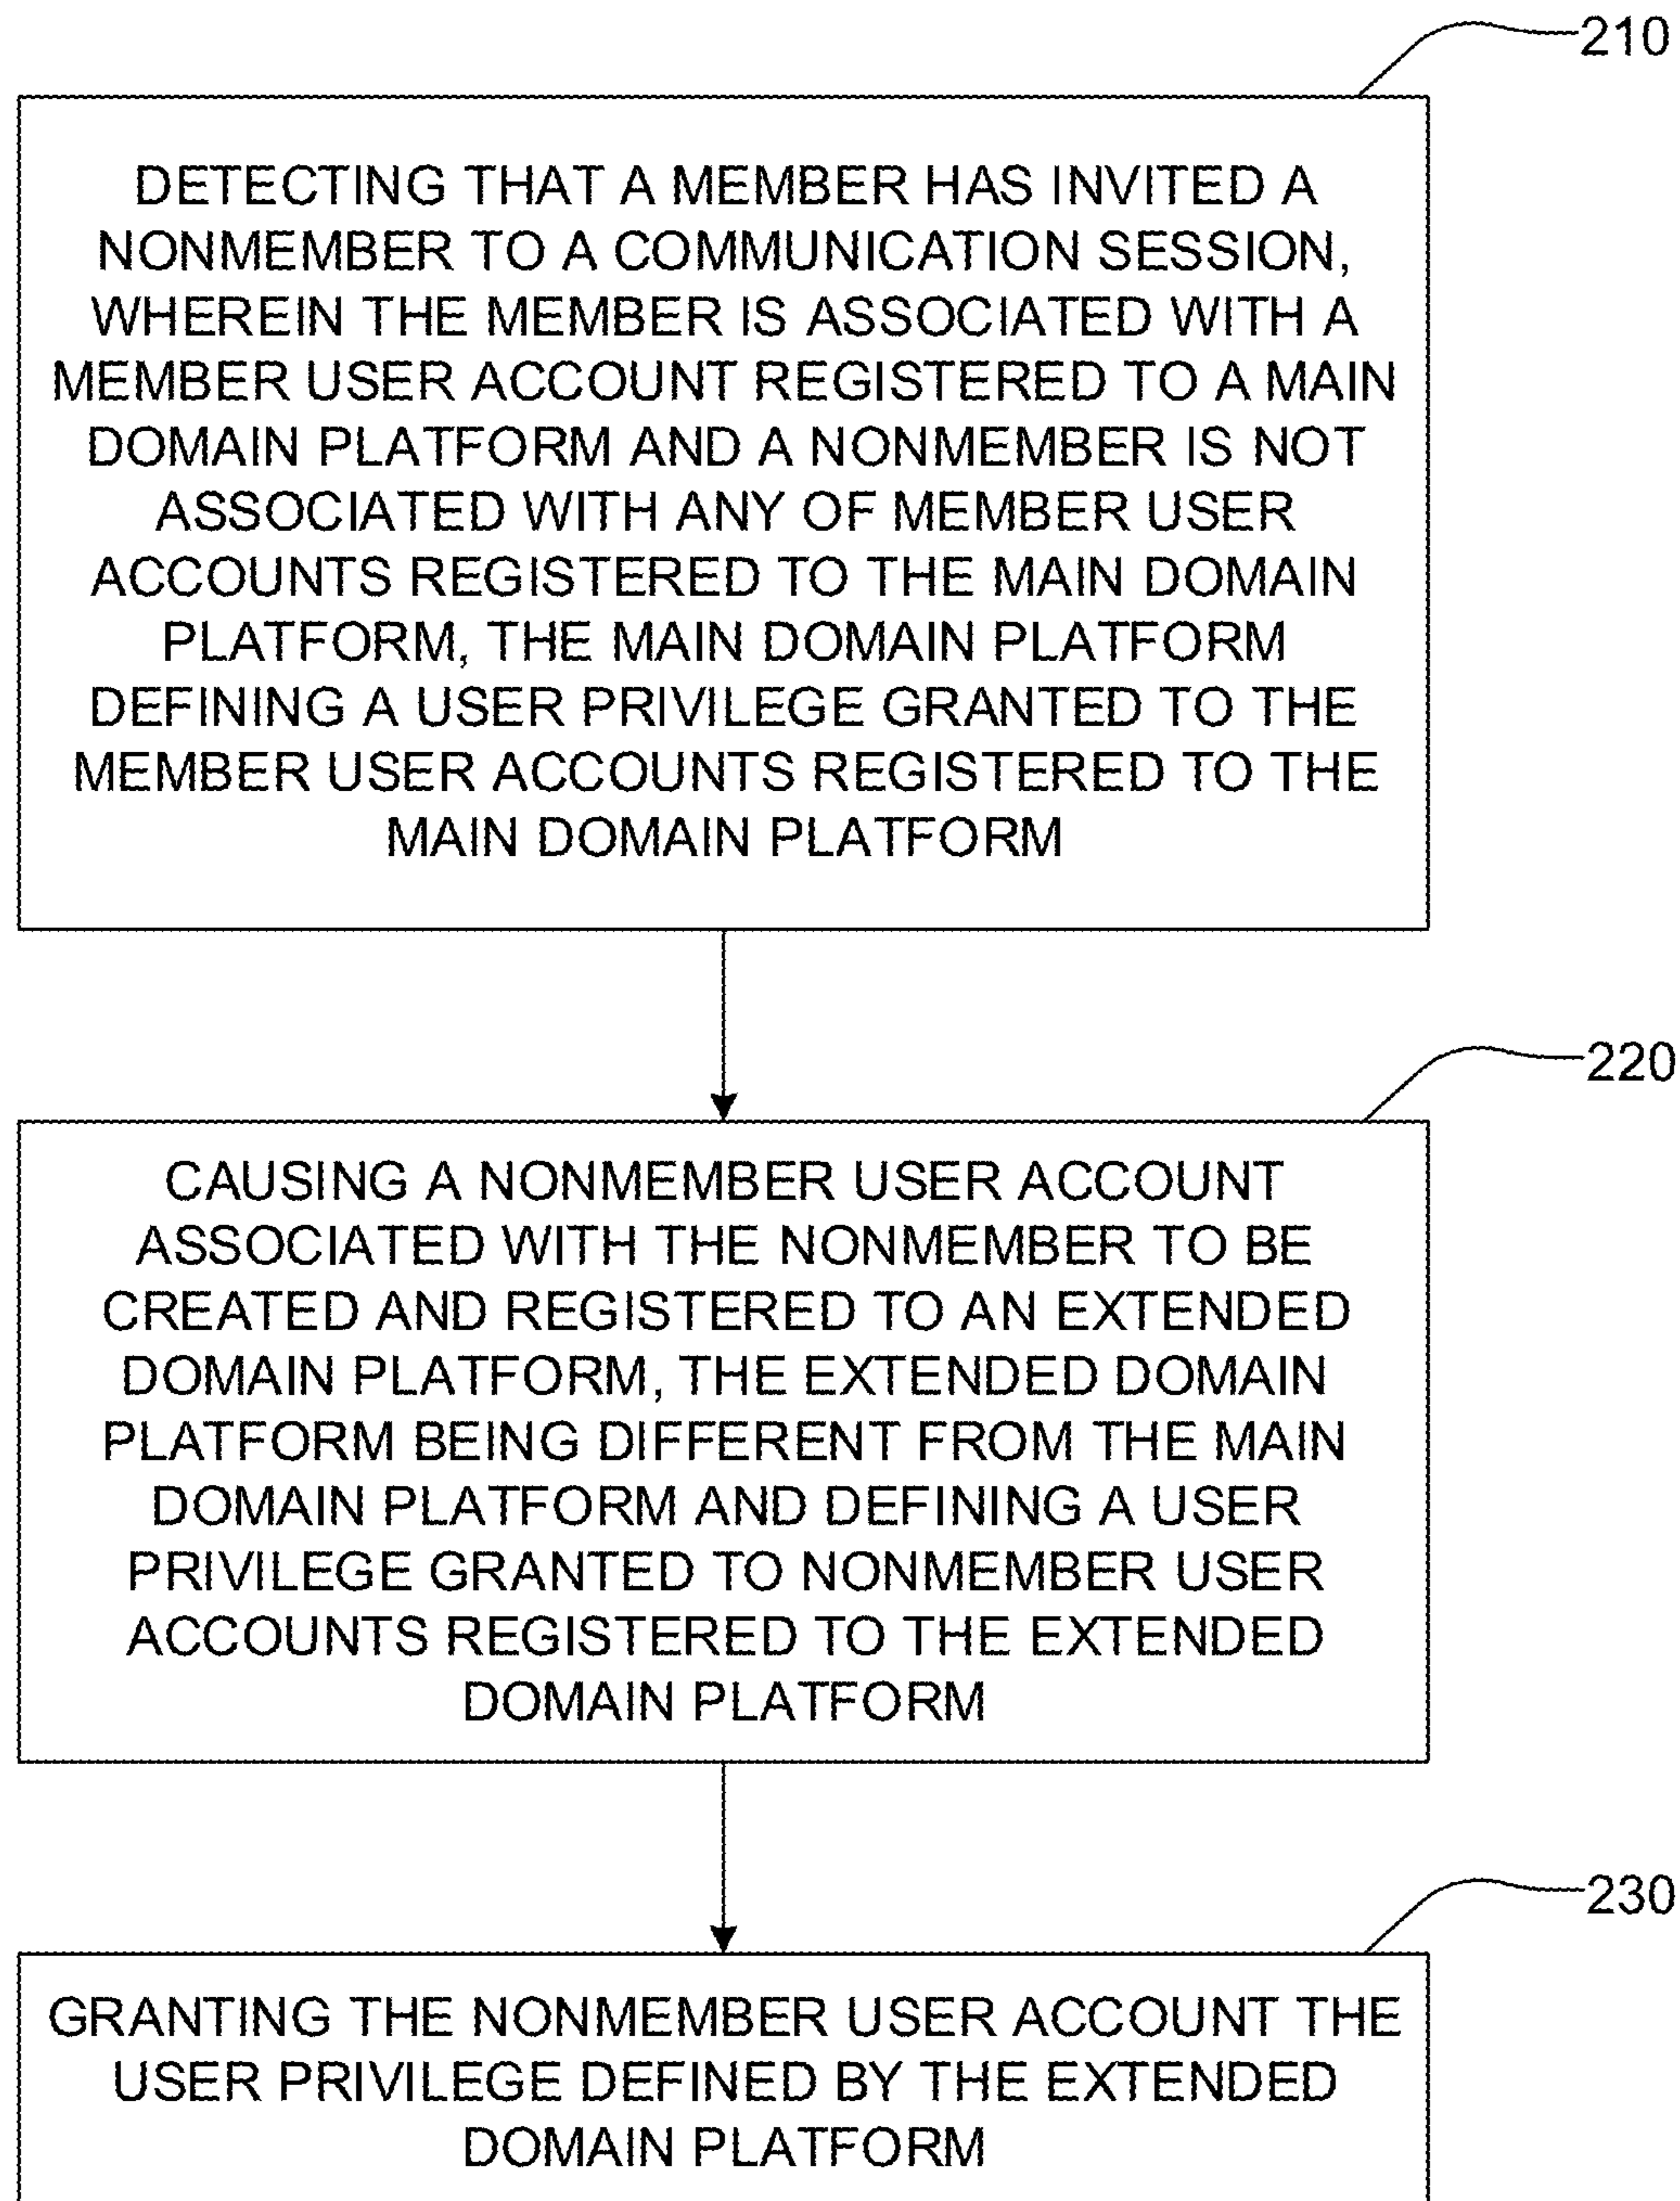 210
DETECTING THAT A MEMBER HAS INVITED A
NONMEMBER TO A COMMUNICATION SESSION,
WHEREIN THE MEMBER IS ASSOCIATED WITH A
MEMBER USER ACCOUNT REGISTERED TO A MAIN
DOMAIN PLATFORM AND A NONMEMBER IS NOT
ASSOCIATED WITH ANY OF MEMBER USER
ACCOUNTS REGISTERED TO THE MAIN DOMAIN
PLATFORM, THE MAIN DOMAIN PLATFORM
DEFINING A USER PRIVILEGE GRANTED TO THE
MEMBER USER ACCOUNTS REGISTERED TO THE
MAIN DOMAIN PLATFORM
220
CAUSING A NONMEMBER USER ACCOUNT
ASSOCIATED WITH THE NONMEMBER TO BE
CREATED AND REGISTERED TO AN EXTENDED
DOMAIN PLATFORM, THE EXTENDED DOMAIN
PLATFORM BEING DIFFERENT FROM THE MAIN
DOMAIN PLATFORM AND DEFINING A USER
PRIVILEGE GRANTED TO NONMEMBER USER
ACCOUNTS REGISTERED TO THE EXTENDED
DOMAIN PLATFORM
230
GRANTING THE NONMEMBER USER ACCOUNT THE
USER PRIVILEGE DEFINED BY THE EXTENDED
DOMAIN PLATFORM